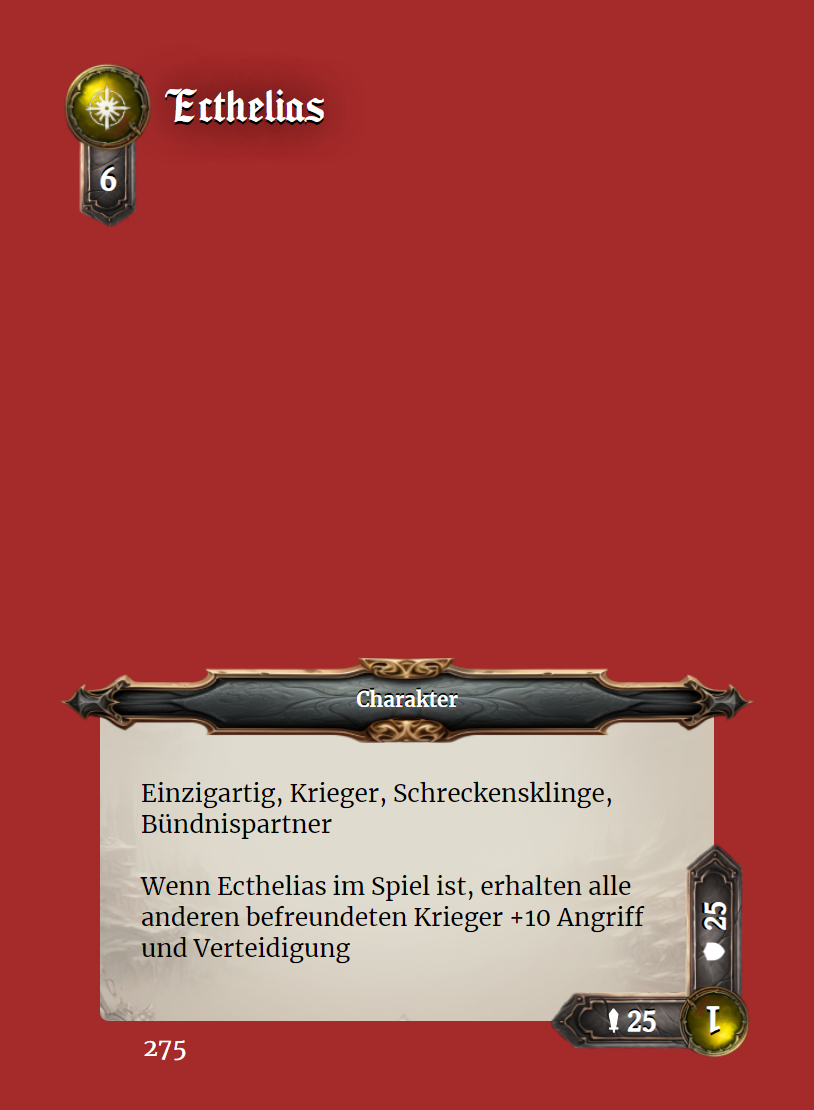 Ecthelias
6
Charakter
Einzigartig, Krieger, Schreckensklinge,
Bündnispartner
Wenn Ecthelias im Spiel ist, erhalten alle
anderen befreundeten Krieger +10 Angriff
und Verteidigung
25
25
1
275